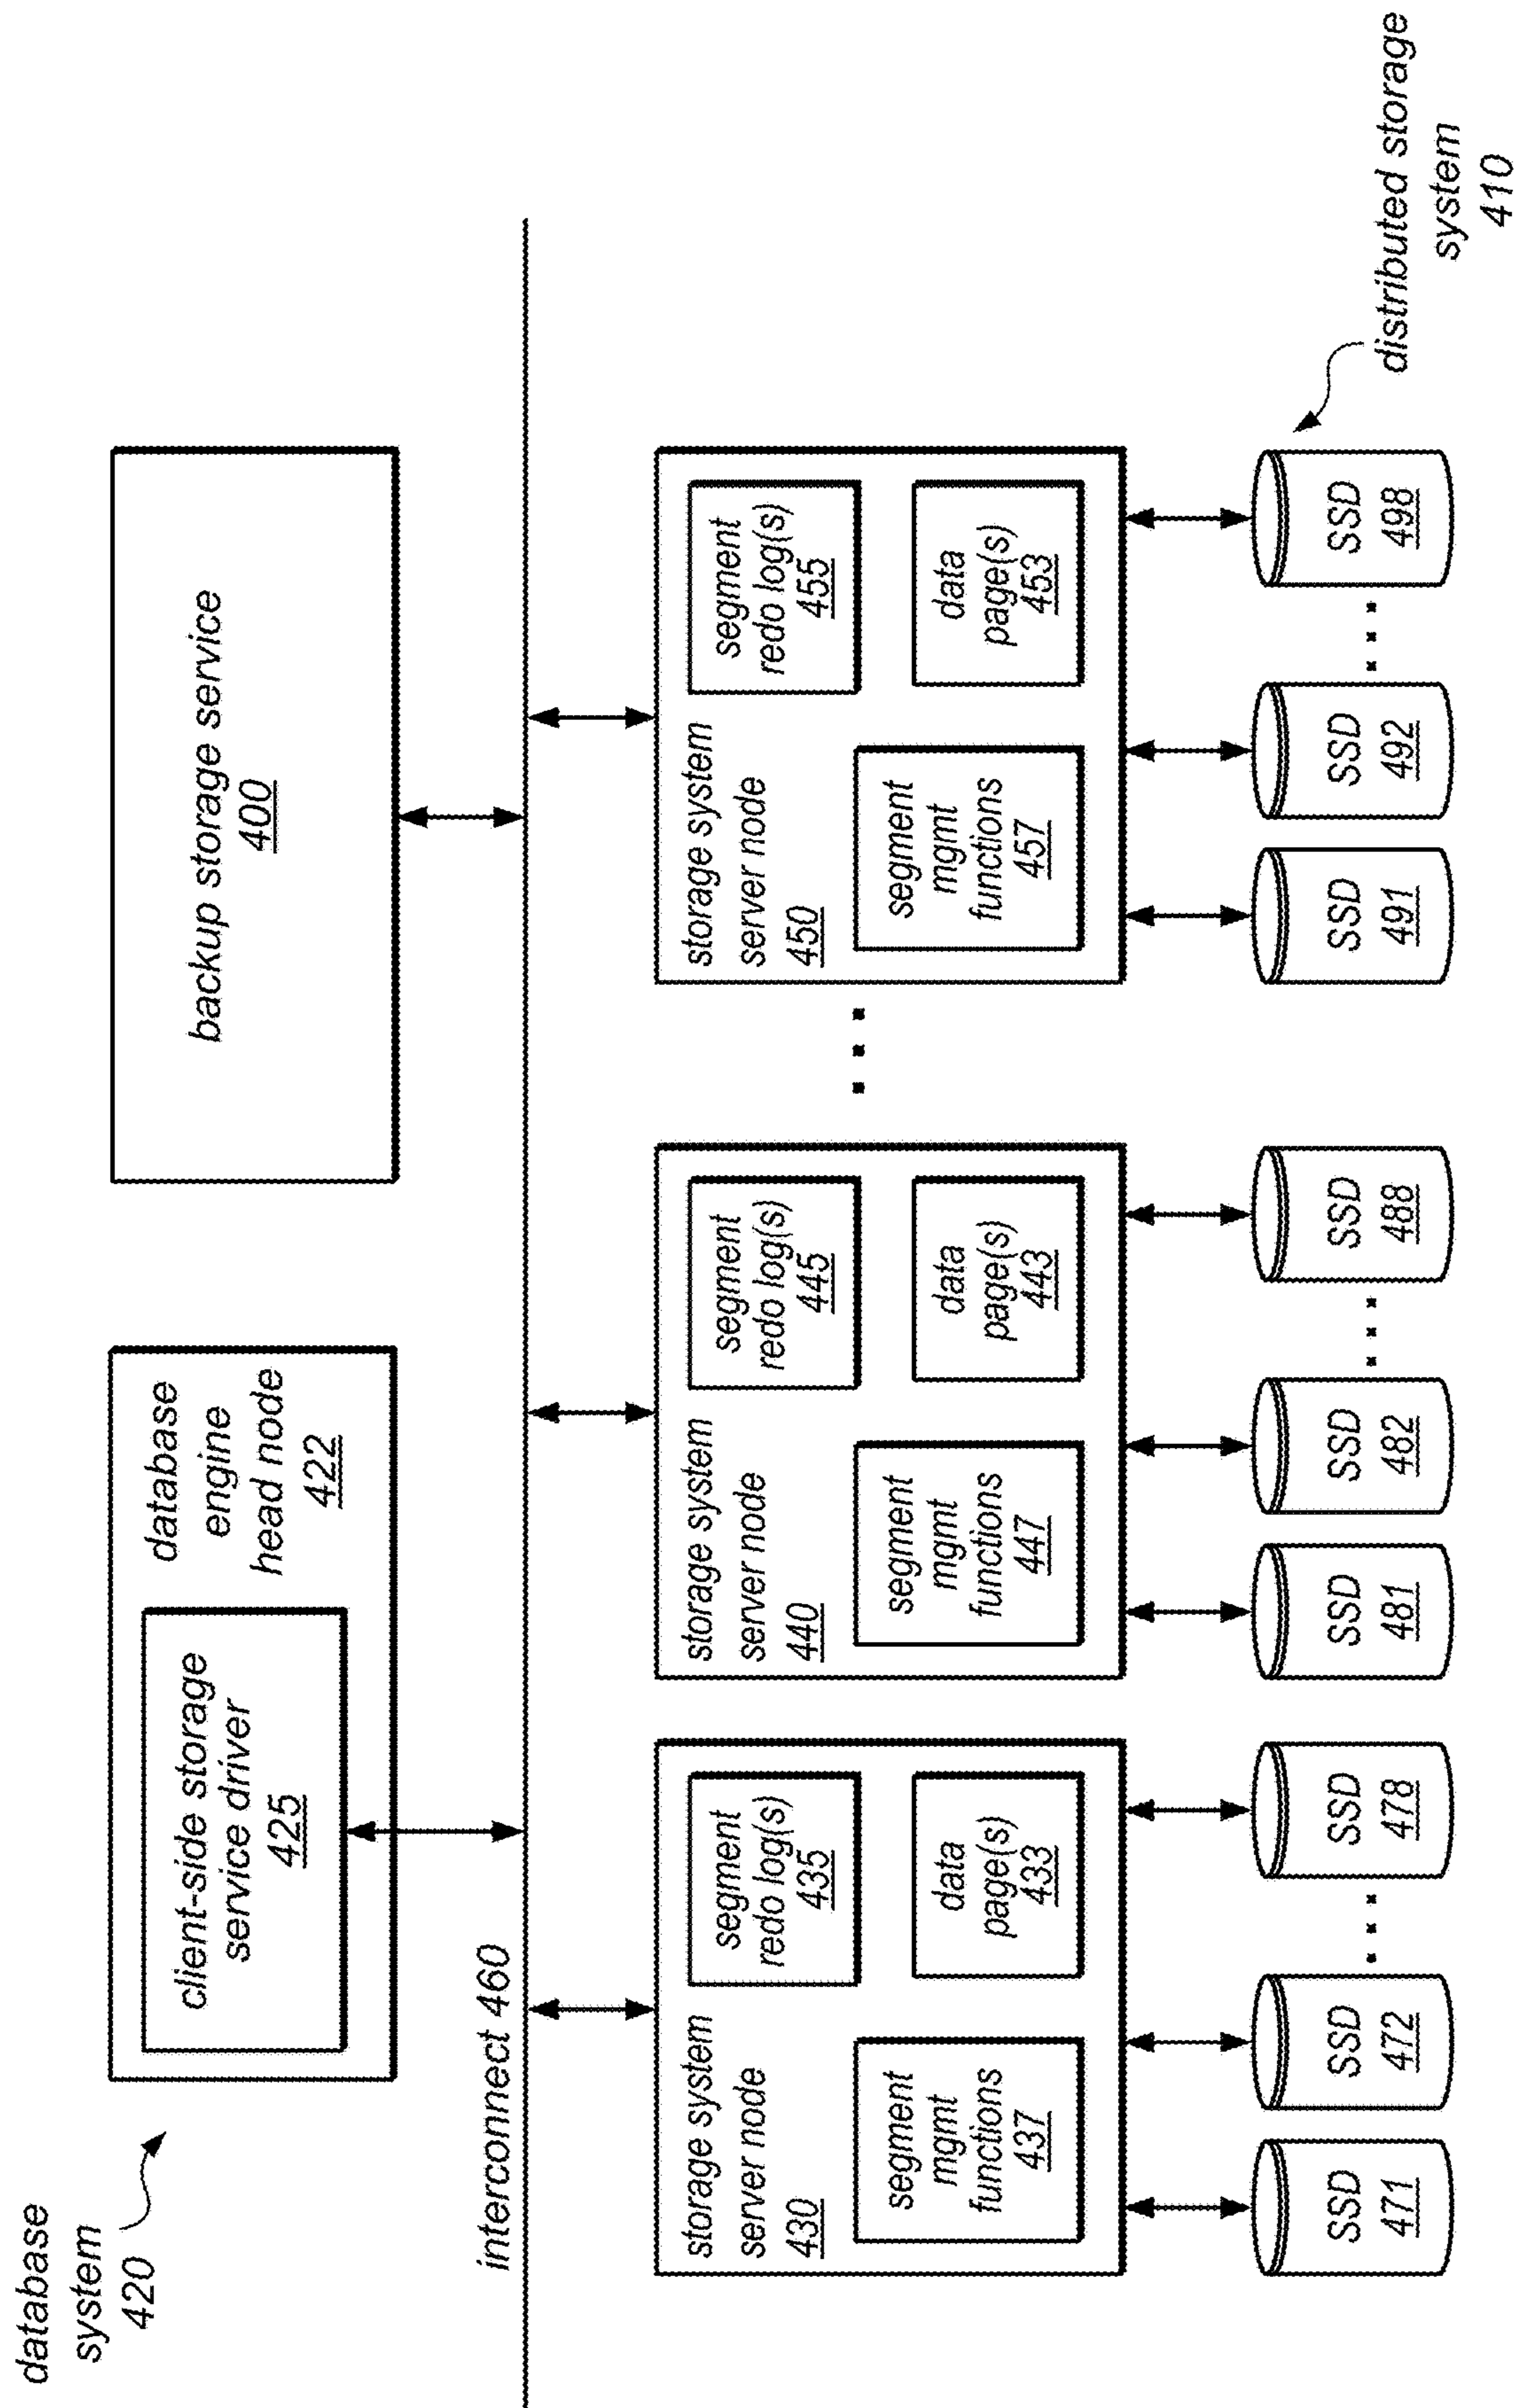 database
system
420
client-side storage
service driver
425
database
engine
head node
422
backup storage service
400
interconnect 460
storage system
server node
430
segment
redo log(s)
435
segment
mgmt
functions
437
data
page(s)
433
storage system
server node
440
segment
redo log(s)
445
segment
mgmt
functions
447
data
page(s)
443
storage system
server node
450
segment
redo log(s)
455
segment
mgmt
functions
457
data
page(s)
453
SSD
471
SSD
472
SSD
478
SSD
481
SSD
482
SSD
488
SSD
491
SSD
492
SSD
498
distributed storage
system
410